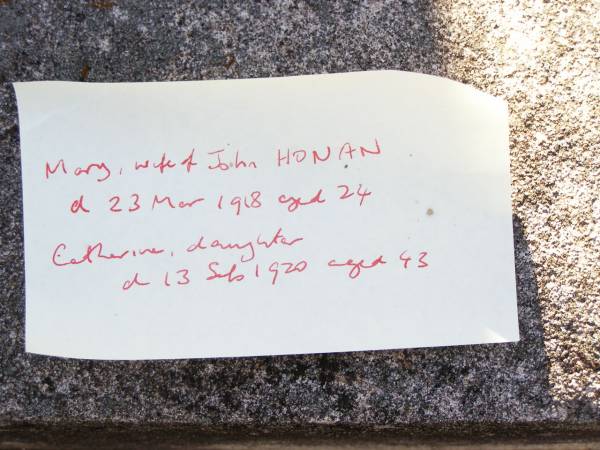 Mary, wife of John HONAN
d 23 Mar 1918 aged 24
Catherine, daughter
d 13 Feb 1920 aged 43